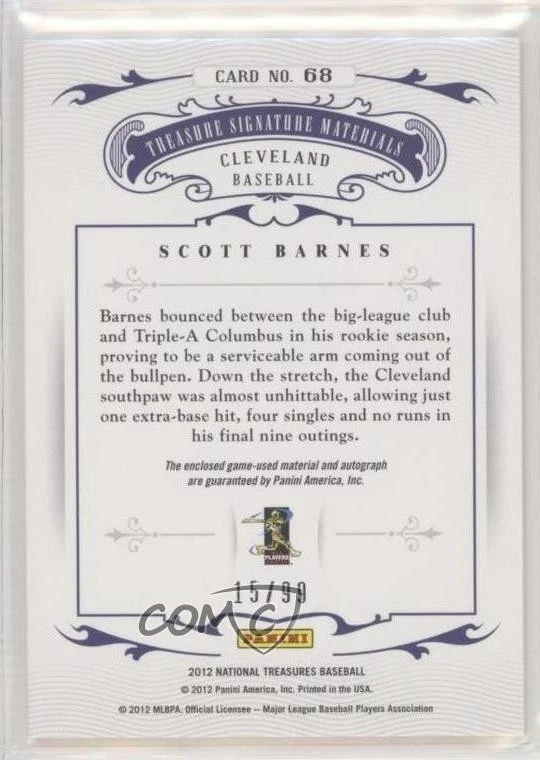 CARD NO. 68
TREASURE SIGNATURE MATERIALS
CLEVELAND
BASEBALL
SCOTT BARNES
Barnes bounced between the big-league club
and Triple-A Columbus in his rookie season,
proving to be a serviceable arm coming out of
the bullpen. Down the stretch, the Cleveland
southpaw was almost unhittable, allowing just
one extra-base hit, four singles and no runs in
his final nine outings.
The enclosed game-used material and autograph
are guaranteed by Panini America, Inc.
PLAYERS
15/99
COMC
PANINI
2012 NATIONAL TREASURES BASEBALL
© 2012 Panini America, Inc. Printed in the USA.
© 2012 MLBPA. Official Licensee -- Major League Baseball Players Association